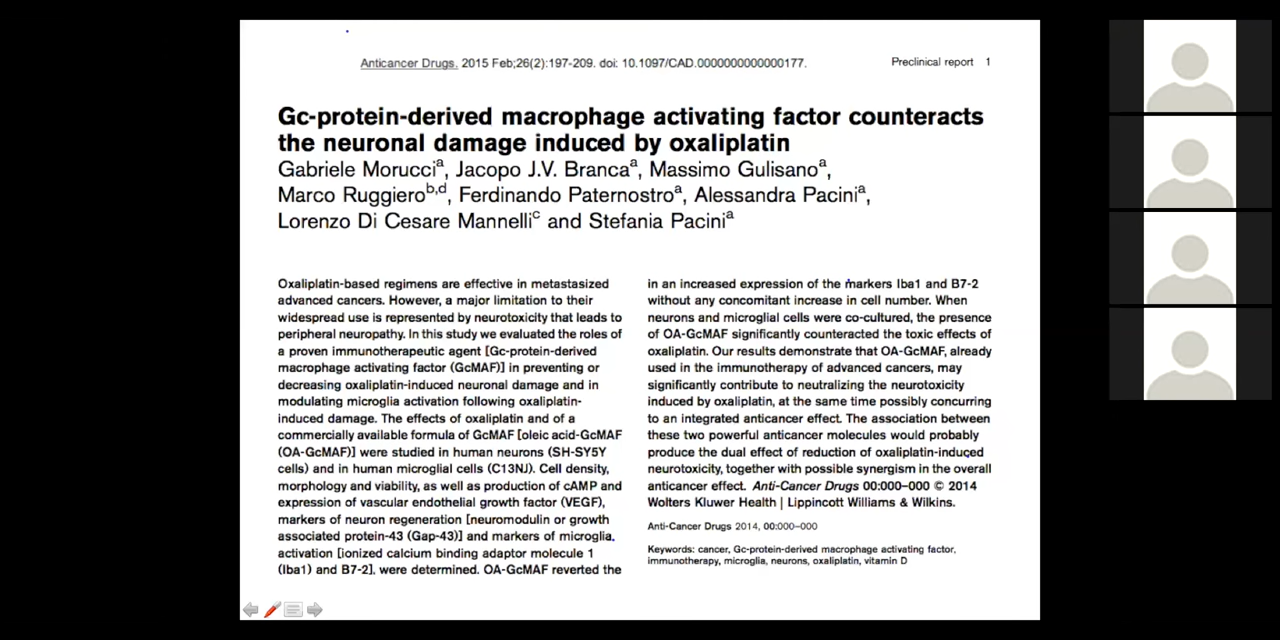 Anticancer Drugs. 2015 Feb;26(2):197-209. doi: 10.1097/CAD.0000000000000177.
Preclinical report 1
Gc-protein-derived macrophage activating factor counteracts
the neuronal damage induced by oxaliplatin
Gabriele Morucciᵃ, Jacopo J.V. Brancaᵃ, Massimo Gulisanoᵃ,
Marco Ruggieroᵇ,ᵈ, Ferdinando Paternostroᵃ, Alessandra Paciniᵃ,
Lorenzo Di Cesare Mannelliᶜ and Stefania Paciniᵃ
Oxaliplatin-based regimens are effective in metastasized
advanced cancers. However, a major limitation to their
widespread use is represented by neurotoxicity that leads to
peripheral neuropathy. In this study we evaluated the roles of
a proven immunotherapeutic agent [Gc-protein-derived
macrophage activating factor (GcMAF)] in preventing or
decreasing oxaliplatin-induced neuronal damage and in
modulating microglia activation following oxaliplatin-
induced damage. The effects of oxaliplatin and of a
commercially available formula of GcMAF [oleic acid-GcMAF
(OA-GcMAF)] were studied in human neurons (SH-SY5Y
cells) and in human microglial cells (C13NJ). Cell density,
morphology and viability, as well as production of cAMP and
expression of vascular endothelial growth factor (VEGF),
markers of neuron regeneration [neuromodulin or growth
associated protein-43 (Gap-43)] and markers of microglia,
activation [ionized calcium binding adaptor molecule 1
(Iba1) and B7-2], were determined. OA-GcMAF reverted the
in an increased expression of the markers Iba1 and B7-2
without any concomitant increase in cell number. When
neurons and microglial cells were co-cultured, the presence
of OA-GcMAF significantly counteracted the toxic effects of
oxaliplatin. Our results demonstrate that OA-GcMAF, already
used in the immunotherapy of advanced cancers, may
significantly contribute to neutralizing the neurotoxicity
induced by oxaliplatin, at the same time possibly concurring
to an integrated anticancer effect. The association between
these two powerful anticancer molecules would probably
produce the dual effect of reduction of oxaliplatin-induced
neurotoxicity, together with possible synergism in the overall
anticancer effect. Anti-Cancer Drugs 00:000–000 © 2014
Wolters Kluwer Health | Lippincott Williams & Wilkins.
Anti-Cancer Drugs 2014, 00:000–000
Keywords: cancer, Gc-protein-derived macrophage activating factor,
immunotherapy, microglia, neurons, oxaliplatin, vitamin D